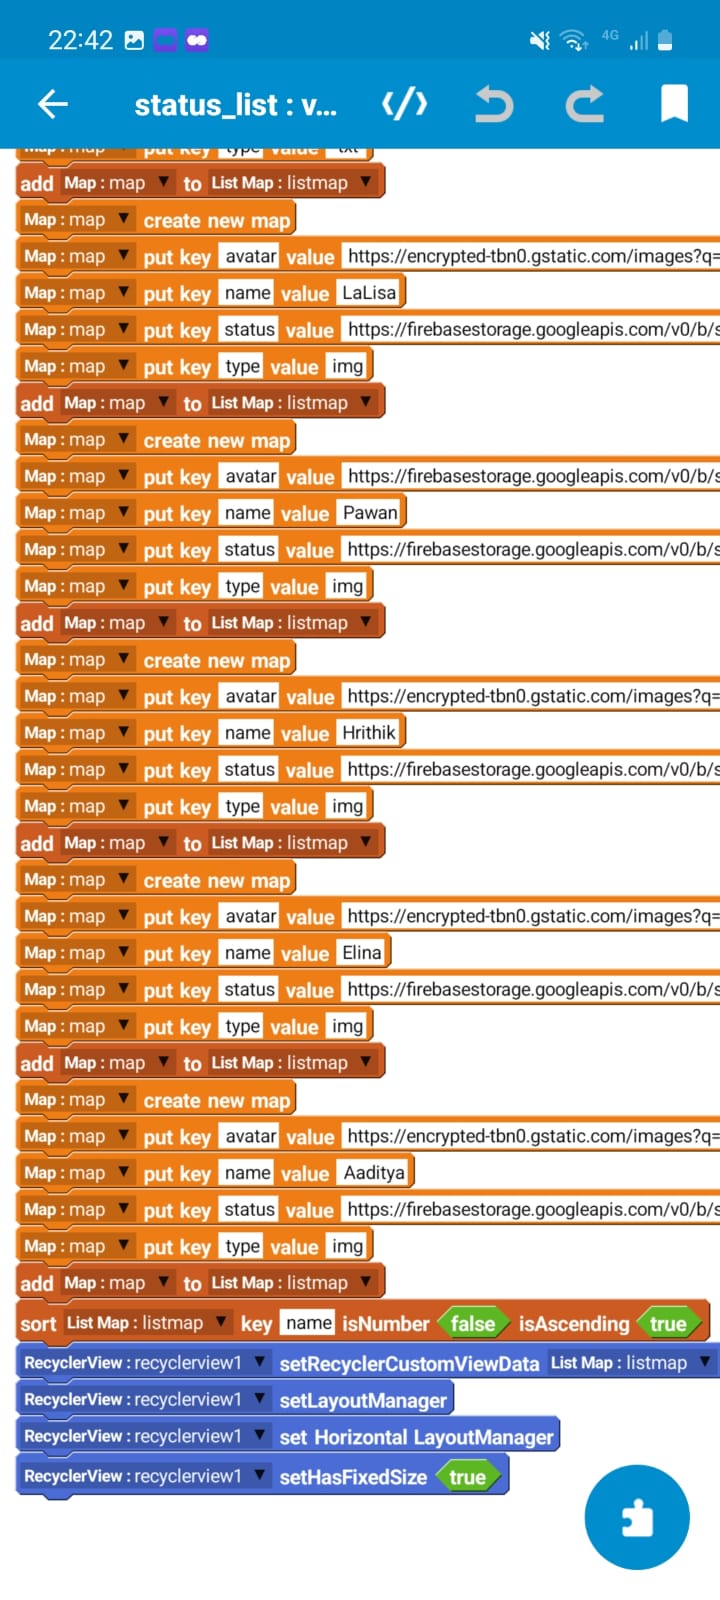 22:42 4G
status_list : v... </>
Map : map put key type value txt
add Map : map to List Map : listmap
Map : map create new map
Map : map put key avatar value https://encrypted-tbn0.gstatic.com/images?q=
Map : map put key name value LaLisa
Map : map put key status value https://firebasestorage.googleapis.com/v0/b/s
Map : map put key type value img
add Map : map to List Map : listmap
Map : map create new map
Map : map put key avatar value https://firebasestorage.googleapis.com/v0/b/s
Map : map put key name value Pawan
Map : map put key status value https://firebasestorage.googleapis.com/v0/b/s
Map : map put key type value img
add Map : map to List Map : listmap
Map : map create new map
Map : map put key avatar value https://encrypted-tbn0.gstatic.com/images?q=
Map : map put key name value Hrithik
Map : map put key status value https://firebasestorage.googleapis.com/v0/b/s
Map : map put key type value img
add Map : map to List Map : listmap
Map : map create new map
Map : map put key avatar value https://encrypted-tbn0.gstatic.com/images?q=
Map : map put key name value Elina
Map : map put key status value https://firebasestorage.googleapis.com/v0/b/s
Map : map put key type value img
add Map : map to List Map : listmap
Map : map create new map
Map : map put key avatar value https://encrypted-tbn0.gstatic.com/images?q=
Map : map put key name value Aaditya
Map : map put key status value https://firebasestorage.googleapis.com/v0/b/s
Map : map put key type value img
add Map : map to List Map : listmap
sort List Map : listmap key name isNumber false isAscending true
RecyclerView : recyclerview1 setRecyclerCustomViewData List Map : listmap
RecyclerView : recyclerview1 setLayoutManager
RecyclerView : recyclerview1 set Horizontal LayoutManager
RecyclerView : recyclerview1 setHasFixedSize true